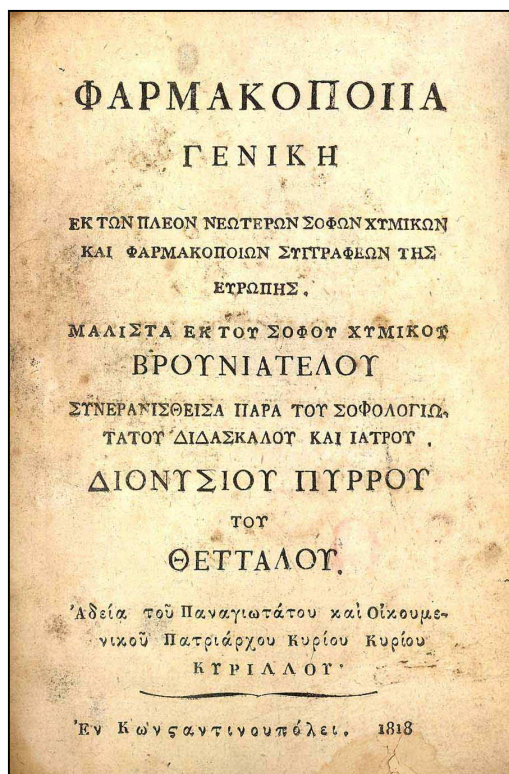 ΦΑΡΜΑΚΟΠΟΙΙΑ
ΓΕΝΙΚΗ
ΕΚ ΤΩΝ ΠΛΕΟΝ ΝΕΩΤΕΡΩΝ ΣΟΦΩΝ ΧΥΜΙΚΩΝ
ΚΑΙ ΦΑΡΜΑΚΟΠΟΙΩΝ ΣΥΓΓΡΑΦΕΩΝ ΤΗΣ
ΕΥΡΩΠΗΣ.
ΜΑΛΙΣΤΑ ΕΚ ΤΟΥ ΣΟΦΟΥ ΧΥΜΙΚΟΥ
ΒΡΟΥΝΙΑΤΕΛΟΥ
ΣΥΝΕΡΑΝΙΣΘΕΙΣΑ ΠΑΡΑ ΤΟΥ ΣΟΦΟΛΟΓΙΩ-
ΤΑΤΟΥ ΔΙΔΑΣΚΑΛΟΥ ΚΑΙ ΙΑΤΡΟΥ.
ΔΙΟΝΥΣΙΟΥ ΠΥΡΡΟΥ
ΤΟΥ
ΘΕΤΤΑΛΟΥ.
Ἀδεία τοῦ Παναγιωτάτου καὶ Οἰκουμε-
νικοῦ Πατριάρχου Κυρίου Κυρίου
ΚΥΡΙΛΛΟΥ·
Ἐν Κωνςαντινουπόλει. 1818